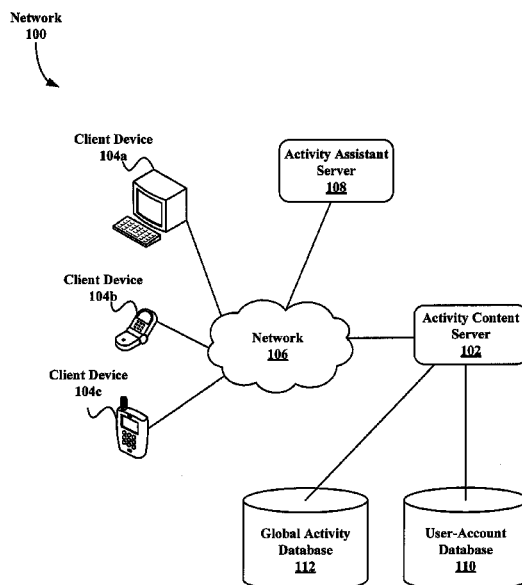 Network
100
Client Device
104a
Activity Assistant
Server
108
Client Device
104b
Network
106
Activity Content
Server
102
Client Device
104c
Global Activity
Database
112
User-Account
Database
110